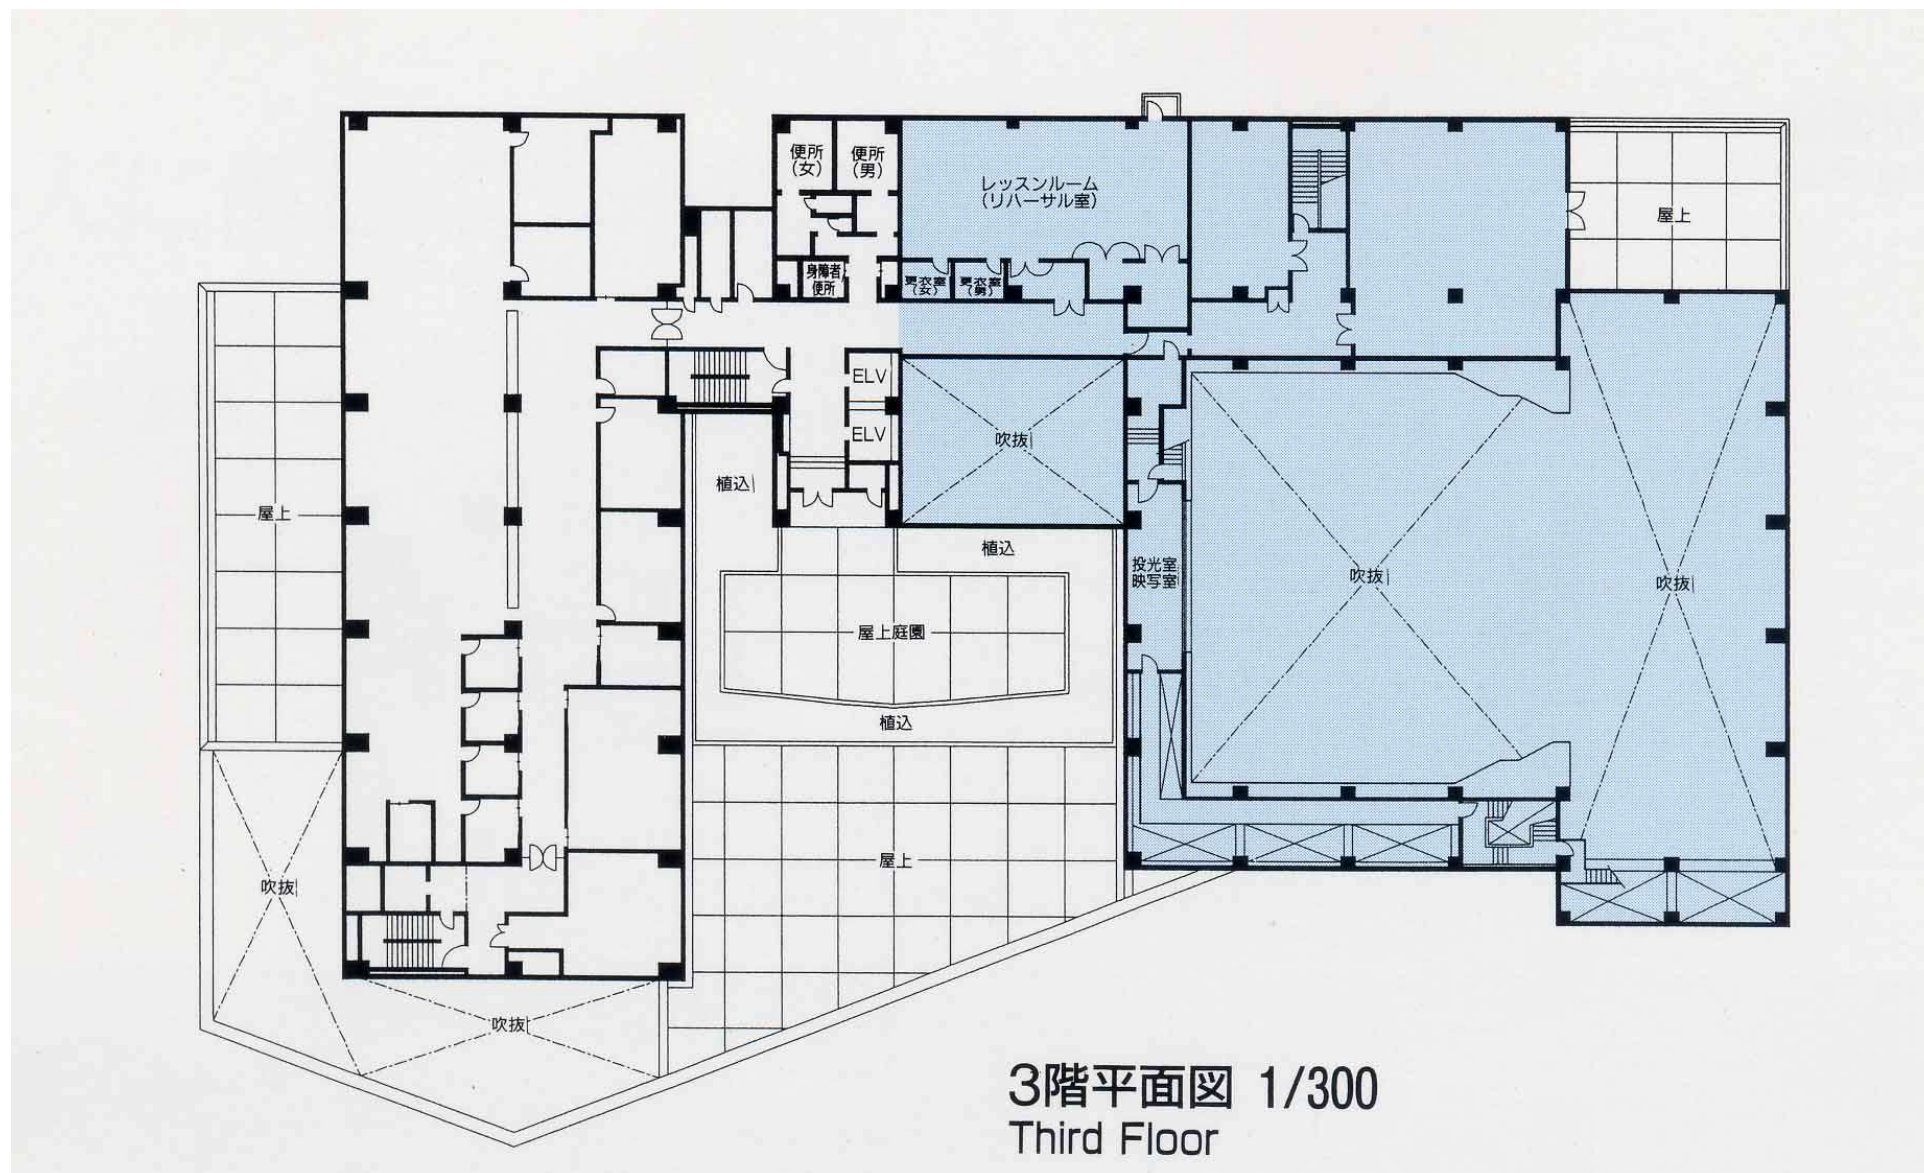 便所
(女)
便所
(男)
レッスンルーム
(リハーサル室)
屋上
身障者
便所
更衣室
(女)
更衣室
(男)
ELV
ELV
吹抜
植込
屋上
植込
投光室
映写室
吹抜
吹抜
屋上庭園
植込
屋上
吹抜
吹抜
3階平面図 1/300
Third Floor